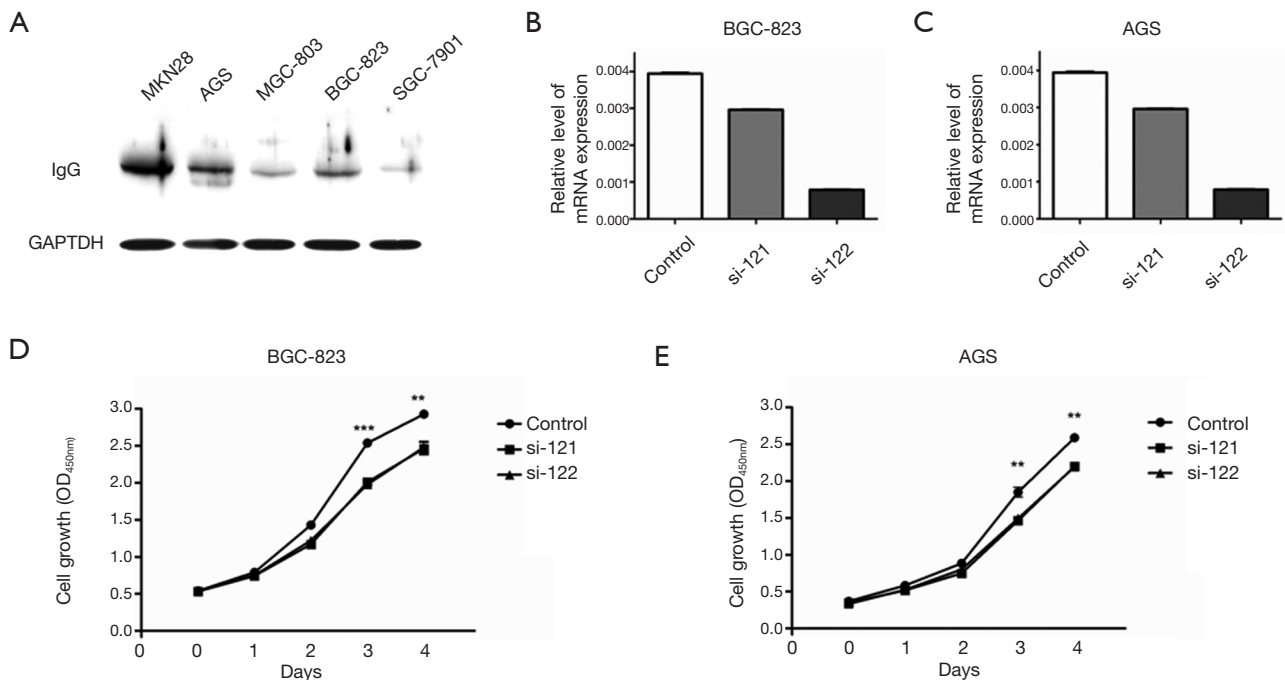 A
MKN28
AGS
MGC-803
BGC-823
SGC-7901
IgG
GAPTDH
B
BGC-823
Relative level of
mRNA expression
0.004
0.003
0.002
0.001
0.000
Control
si-121
si-122
C
AGS
Relative level of
mRNA expression
0.004
0.003
0.002
0.001
0.000
Control
si-121
si-122
D
BGC-823
Cell growth (OD450nm)
3.0
2.5
2.0
1.5
1.0
0.5
0.0
***
**
Control
si-121
si-122
0 0 1 2 3 4
Days
E
AGS
Cell growth (OD450nm)
3.0
2.5
2.0
1.5
1.0
0.5
0.0
**
**
Control
si-121
si-122
0 0 1 2 3 4
Days